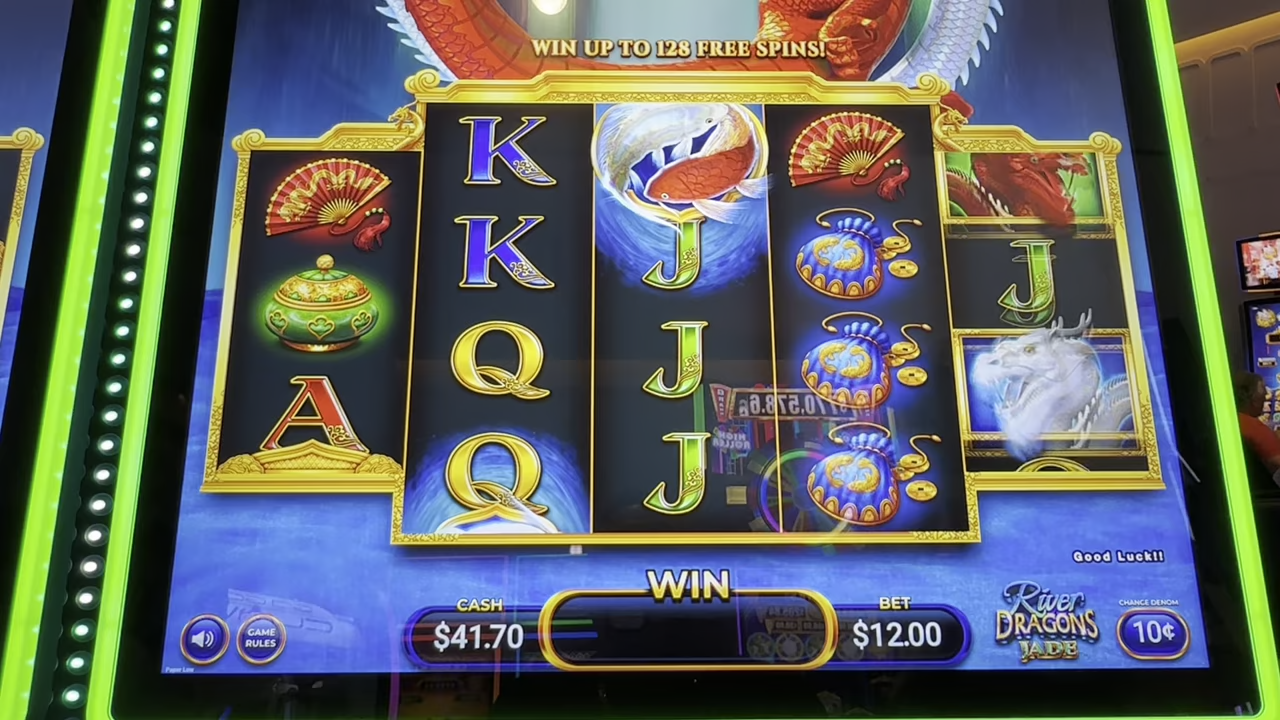 WIN UP TO 128 FREE SPINS!
K
K
J
J
Q
J
A
Q
J
Good Luck!!
WIN
CASH
$41.70
BET
$12.00
GAME
RULES
River
DRAGONS
JADE
CHANGE DENOM
10¢